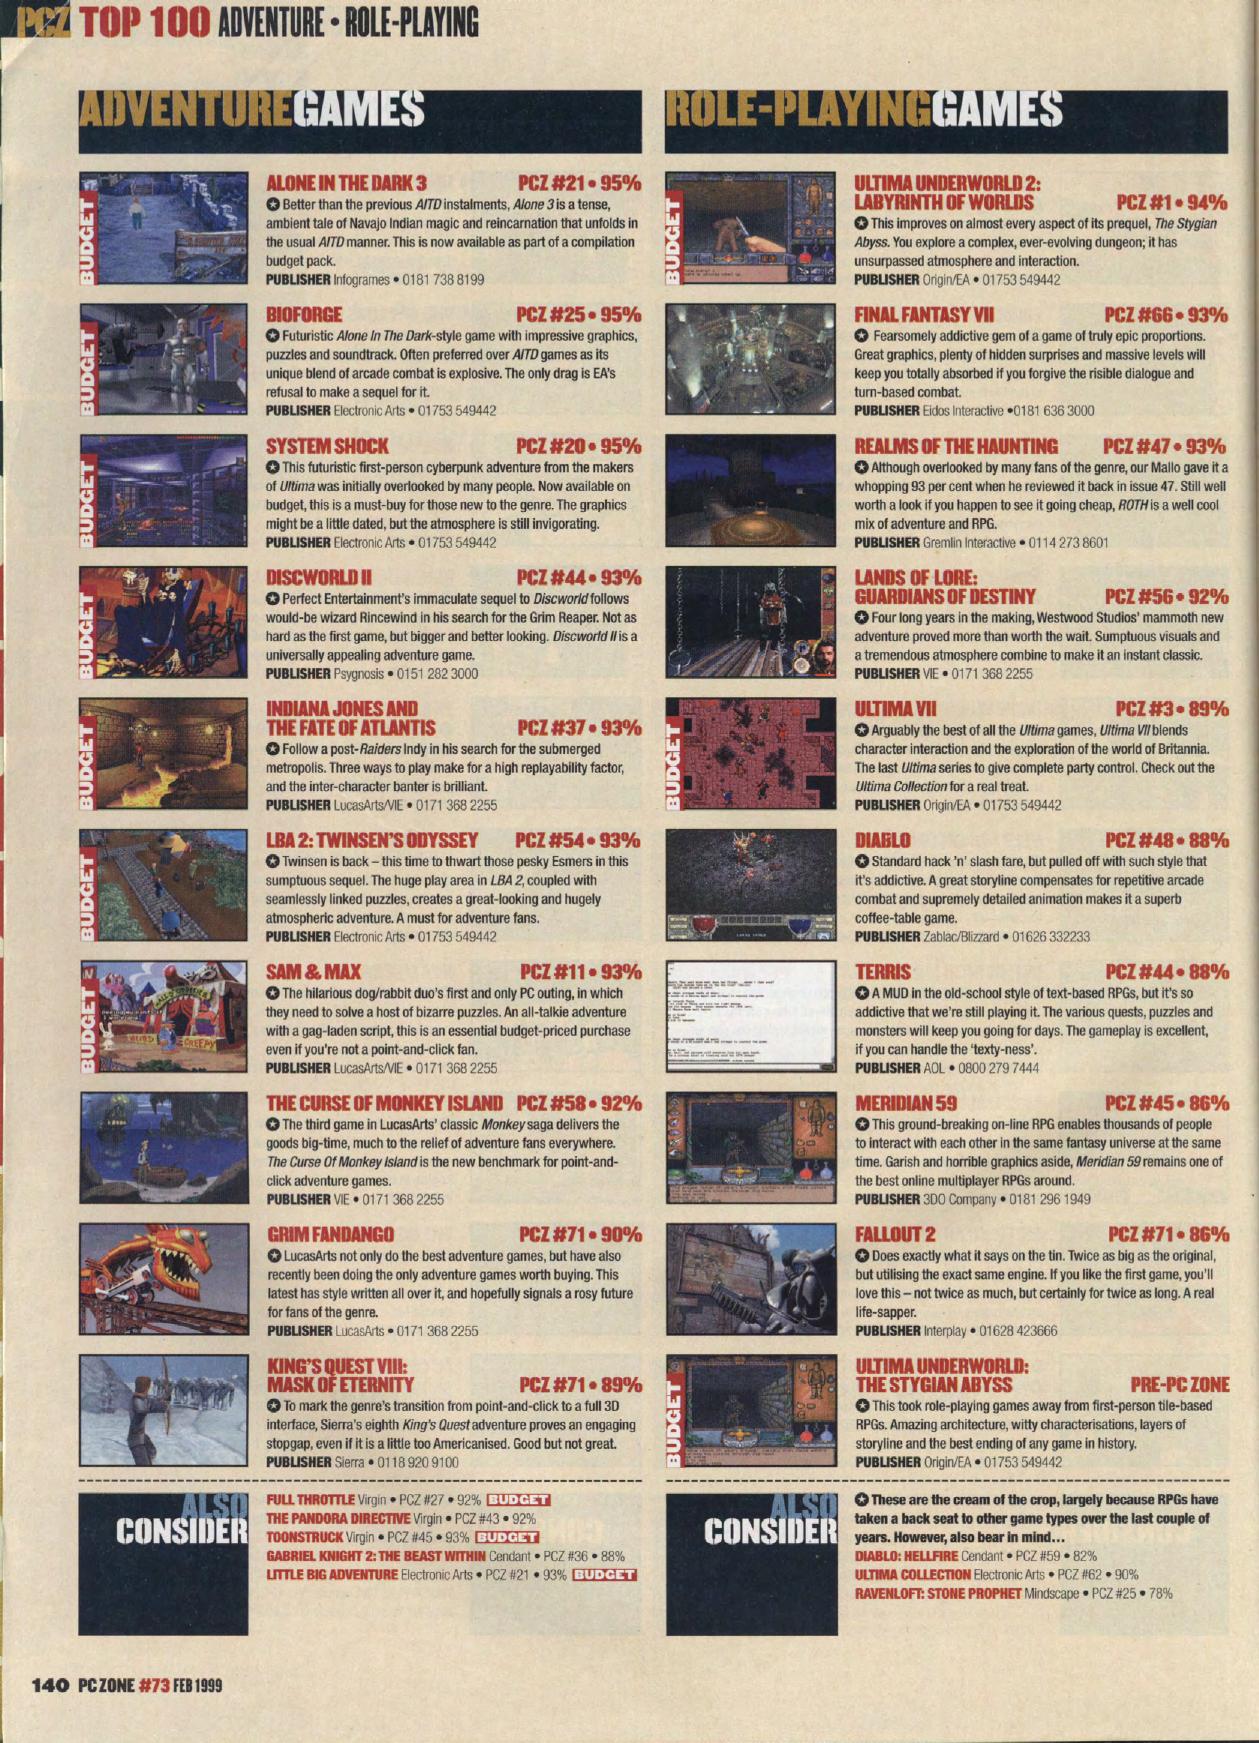 PCZ TOP 100 ADVENTURE • ROLE-PLAYING
ADVENTUREGAMES
BUDGET
ALONE IN THE DARK 3 PCZ #21 • 95%
Better than the previous AITD instalments, Alone 3 is a tense,
ambient tale of Navajo Indian magic and reincarnation that unfolds in
the usual AITD manner. This is now available as part of a compilation
budget pack.
PUBLISHER Infogrames • 0181 738 8199
BUDGET
BIOFORGE PCZ #25 • 95%
Futuristic Alone In The Dark-style game with impressive graphics,
puzzles and soundtrack. Often preferred over AITD games as its
unique blend of arcade combat is explosive. The only drag is EA's
refusal to make a sequel for it.
PUBLISHER Electronic Arts • 01753 549442
BUDGET
SYSTEM SHOCK PCZ #20 • 95%
This futuristic first-person cyberpunk adventure from the makers
of Ultima was initially overlooked by many people. Now available on
budget, this is a must-buy for those new to the genre. The graphics
might be a little dated, but the atmosphere is still invigorating.
PUBLISHER Electronic Arts • 01753 549442
BUDGET
DISCWORLD II PCZ #44 • 93%
Perfect Entertainment's immaculate sequel to Discworld follows
would-be wizard Rincewind in his search for the Grim Reaper. Not as
hard as the first game, but bigger and better looking. Discworld II is a
universally appealing adventure game.
PUBLISHER Psygnosis • 0151 282 3000
BUDGET
INDIANA JONES AND
THE FATE OF ATLANTIS PCZ #37 • 93%
Follow a post-Raiders Indy in his search for the submerged
metropolis. Three ways to play make for a high replayability factor,
and the inter-character banter is brilliant.
PUBLISHER LucasArts/VIE • 0171 368 2255
BUDGET
LBA 2: TWINSEN'S ODYSSEY PCZ #54 • 93%
Twinsen is back – this time to thwart those pesky Esmers in this
sumptuous sequel. The huge play area in LBA 2, coupled with
seamlessly linked puzzles, creates a great-looking and hugely
atmospheric adventure. A must for adventure fans.
PUBLISHER Electronic Arts • 01753 549442
BUDGET
SAM & MAX PCZ #11 • 93%
The hilarious dog/rabbit duo's first and only PC outing, in which
they need to solve a host of bizarre puzzles. An all-talkie adventure
with a gag-laden script, this is an essential budget-priced purchase
even if you're not a point-and-click fan.
PUBLISHER LucasArts/VIE • 0171 368 2255
THE CURSE OF MONKEY ISLAND PCZ #58 • 92%
The third game in LucasArts' classic Monkey saga delivers the
goods big-time, much to the relief of adventure fans everywhere.
The Curse Of Monkey Island is the new benchmark for point-and-
click adventure games.
PUBLISHER VIE • 0171 368 2255
GRIM FANDANGO PCZ #71 • 90%
LucasArts not only do the best adventure games, but have also
recently been doing the only adventure games worth buying. This
latest has style written all over it, and hopefully signals a rosy future
for fans of the genre.
PUBLISHER LucasArts • 0171 368 2255
KING'S QUEST VIII:
MASK OF ETERNITY PCZ #71 • 89%
To mark the genre's transition from point-and-click to a full 3D
interface, Sierra's eighth King's Quest adventure proves an engaging
stopgap, even if it is a little too Americanised. Good but not great.
PUBLISHER Sierra • 0118 920 9100
ALSO
CONSIDER
FULL THROTTLE Virgin • PCZ #27 • 92% BUDGET
THE PANDORA DIRECTIVE Virgin • PCZ #43 • 92%
TOONSTRUCK Virgin • PCZ #45 • 93% BUDGET
GABRIEL KNIGHT 2: THE BEAST WITHIN Cendant • PCZ #36 • 88%
LITTLE BIG ADVENTURE Electronic Arts • PCZ #21 • 93% BUDGET
ROLE-PLAYINGGAMES
BUDGET
ULTIMA UNDERWORLD 2:
LABYRINTH OF WORLDS PCZ #1 • 94%
This improves on almost every aspect of its prequel, The Stygian
Abyss. You explore a complex, ever-evolving dungeon; it has
unsurpassed atmosphere and interaction.
PUBLISHER Origin/EA • 01753 549442
FINAL FANTASY VII PCZ #66 • 93%
Fearsomely addictive gem of a game of truly epic proportions.
Great graphics, plenty of hidden surprises and massive levels will
keep you totally absorbed if you forgive the risible dialogue and
turn-based combat.
PUBLISHER Eidos Interactive •0181 636 3000
REALMS OF THE HAUNTING PCZ #47 • 93%
Although overlooked by many fans of the genre, our Mallo gave it a
whopping 93 per cent when he reviewed it back in issue 47. Still well
worth a look if you happen to see it going cheap, ROTH is a well cool
mix of adventure and RPG.
PUBLISHER Gremlin Interactive • 0114 273 8601
LANDS OF LORE:
GUARDIANS OF DESTINY PCZ #56 • 92%
Four long years in the making, Westwood Studios' mammoth new
adventure proved more than worth the wait. Sumptuous visuals and
a tremendous atmosphere combine to make it an instant classic.
PUBLISHER VIE • 0171 368 2255
BUDGET
ULTIMA VII PCZ #3 • 89%
Arguably the best of all the Ultima games, Ultima VII blends
character interaction and the exploration of the world of Britannia.
The last Ultima series to give complete party control. Check out the
Ultima Collection for a real treat.
PUBLISHER Origin/EA • 01753 549442
DIABLO PCZ #48 • 88%
Standard hack 'n' slash fare, but pulled off with such style that
it's addictive. A great storyline compensates for repetitive arcade
combat and supremely detailed animation makes it a superb
coffee-table game.
PUBLISHER Zablac/Blizzard • 01626 332233
TERRIS PCZ #44 • 88%
A MUD in the old-school style of text-based RPGs, but it's so
addictive that we're still playing it. The various quests, puzzles and
monsters will keep you going for days. The gameplay is excellent,
if you can handle the 'texty-ness'.
PUBLISHER AOL • 0800 279 7444
MERIDIAN 59 PCZ #45 • 86%
This ground-breaking on-line RPG enables thousands of people
to interact with each other in the same fantasy universe at the same
time. Garish and horrible graphics aside, Meridian 59 remains one of
the best online multiplayer RPGs around.
PUBLISHER 3DO Company • 0181 296 1949
FALLOUT 2 PCZ #71 • 86%
Does exactly what it says on the tin. Twice as big as the original,
but utilising the exact same engine. If you like the first game, you'll
love this – not twice as much, but certainly for twice as long. A real
life-sapper.
PUBLISHER Interplay • 01628 423666
BUDGET
ULTIMA UNDERWORLD:
THE STYGIAN ABYSS PRE-PC ZONE
This took role-playing games away from first-person tile-based
RPGs. Amazing architecture, witty characterisations, layers of
storyline and the best ending of any game in history.
PUBLISHER Origin/EA • 01753 549442
ALSO
CONSIDER
These are the cream of the crop, largely because RPGs have
taken a back seat to other game types over the last couple of
years. However, also bear in mind...
DIABLO: HELLFIRE Cendant • PCZ #59 • 82%
ULTIMA COLLECTION Electronic Arts • PCZ #62 • 90%
RAVENLOFT: STONE PROPHET Mindscape • PCZ #25 • 78%
140 PC ZONE #73 FEB 1999